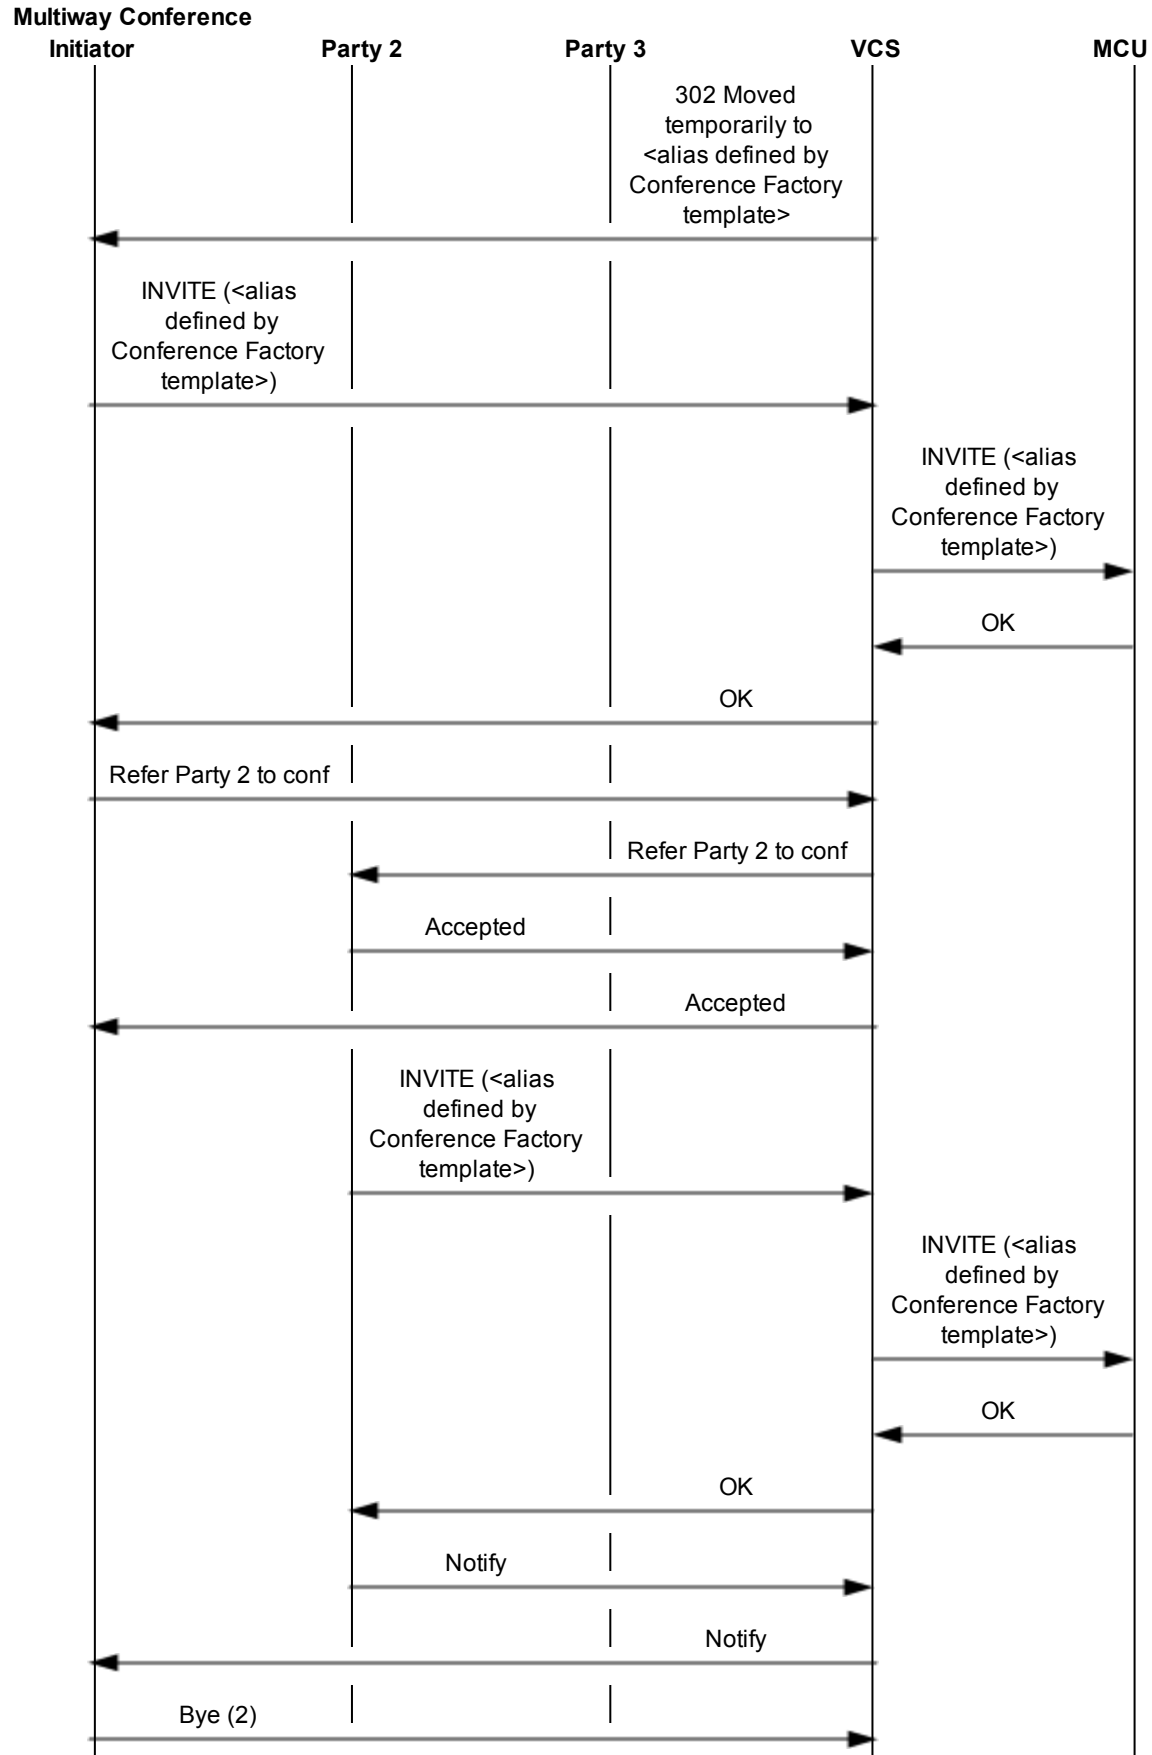 Multiway Conference
Initiator
Party 2
Party 3
VCS
MCU
302 Moved
temporarily to
<alias defined by
Conference Factory
template>
INVITE (<alias
defined by
Conference Factory
template>)
INVITE (<alias
defined by
Conference Factory
template>)
OK
OK
Refer Party 2 to conf
Refer Party 2 to conf
Accepted
Accepted
INVITE (<alias
defined by
Conference Factory
template>)
INVITE (<alias
defined by
Conference Factory
template>)
OK
OK
Notify
Notify
Bye (2)